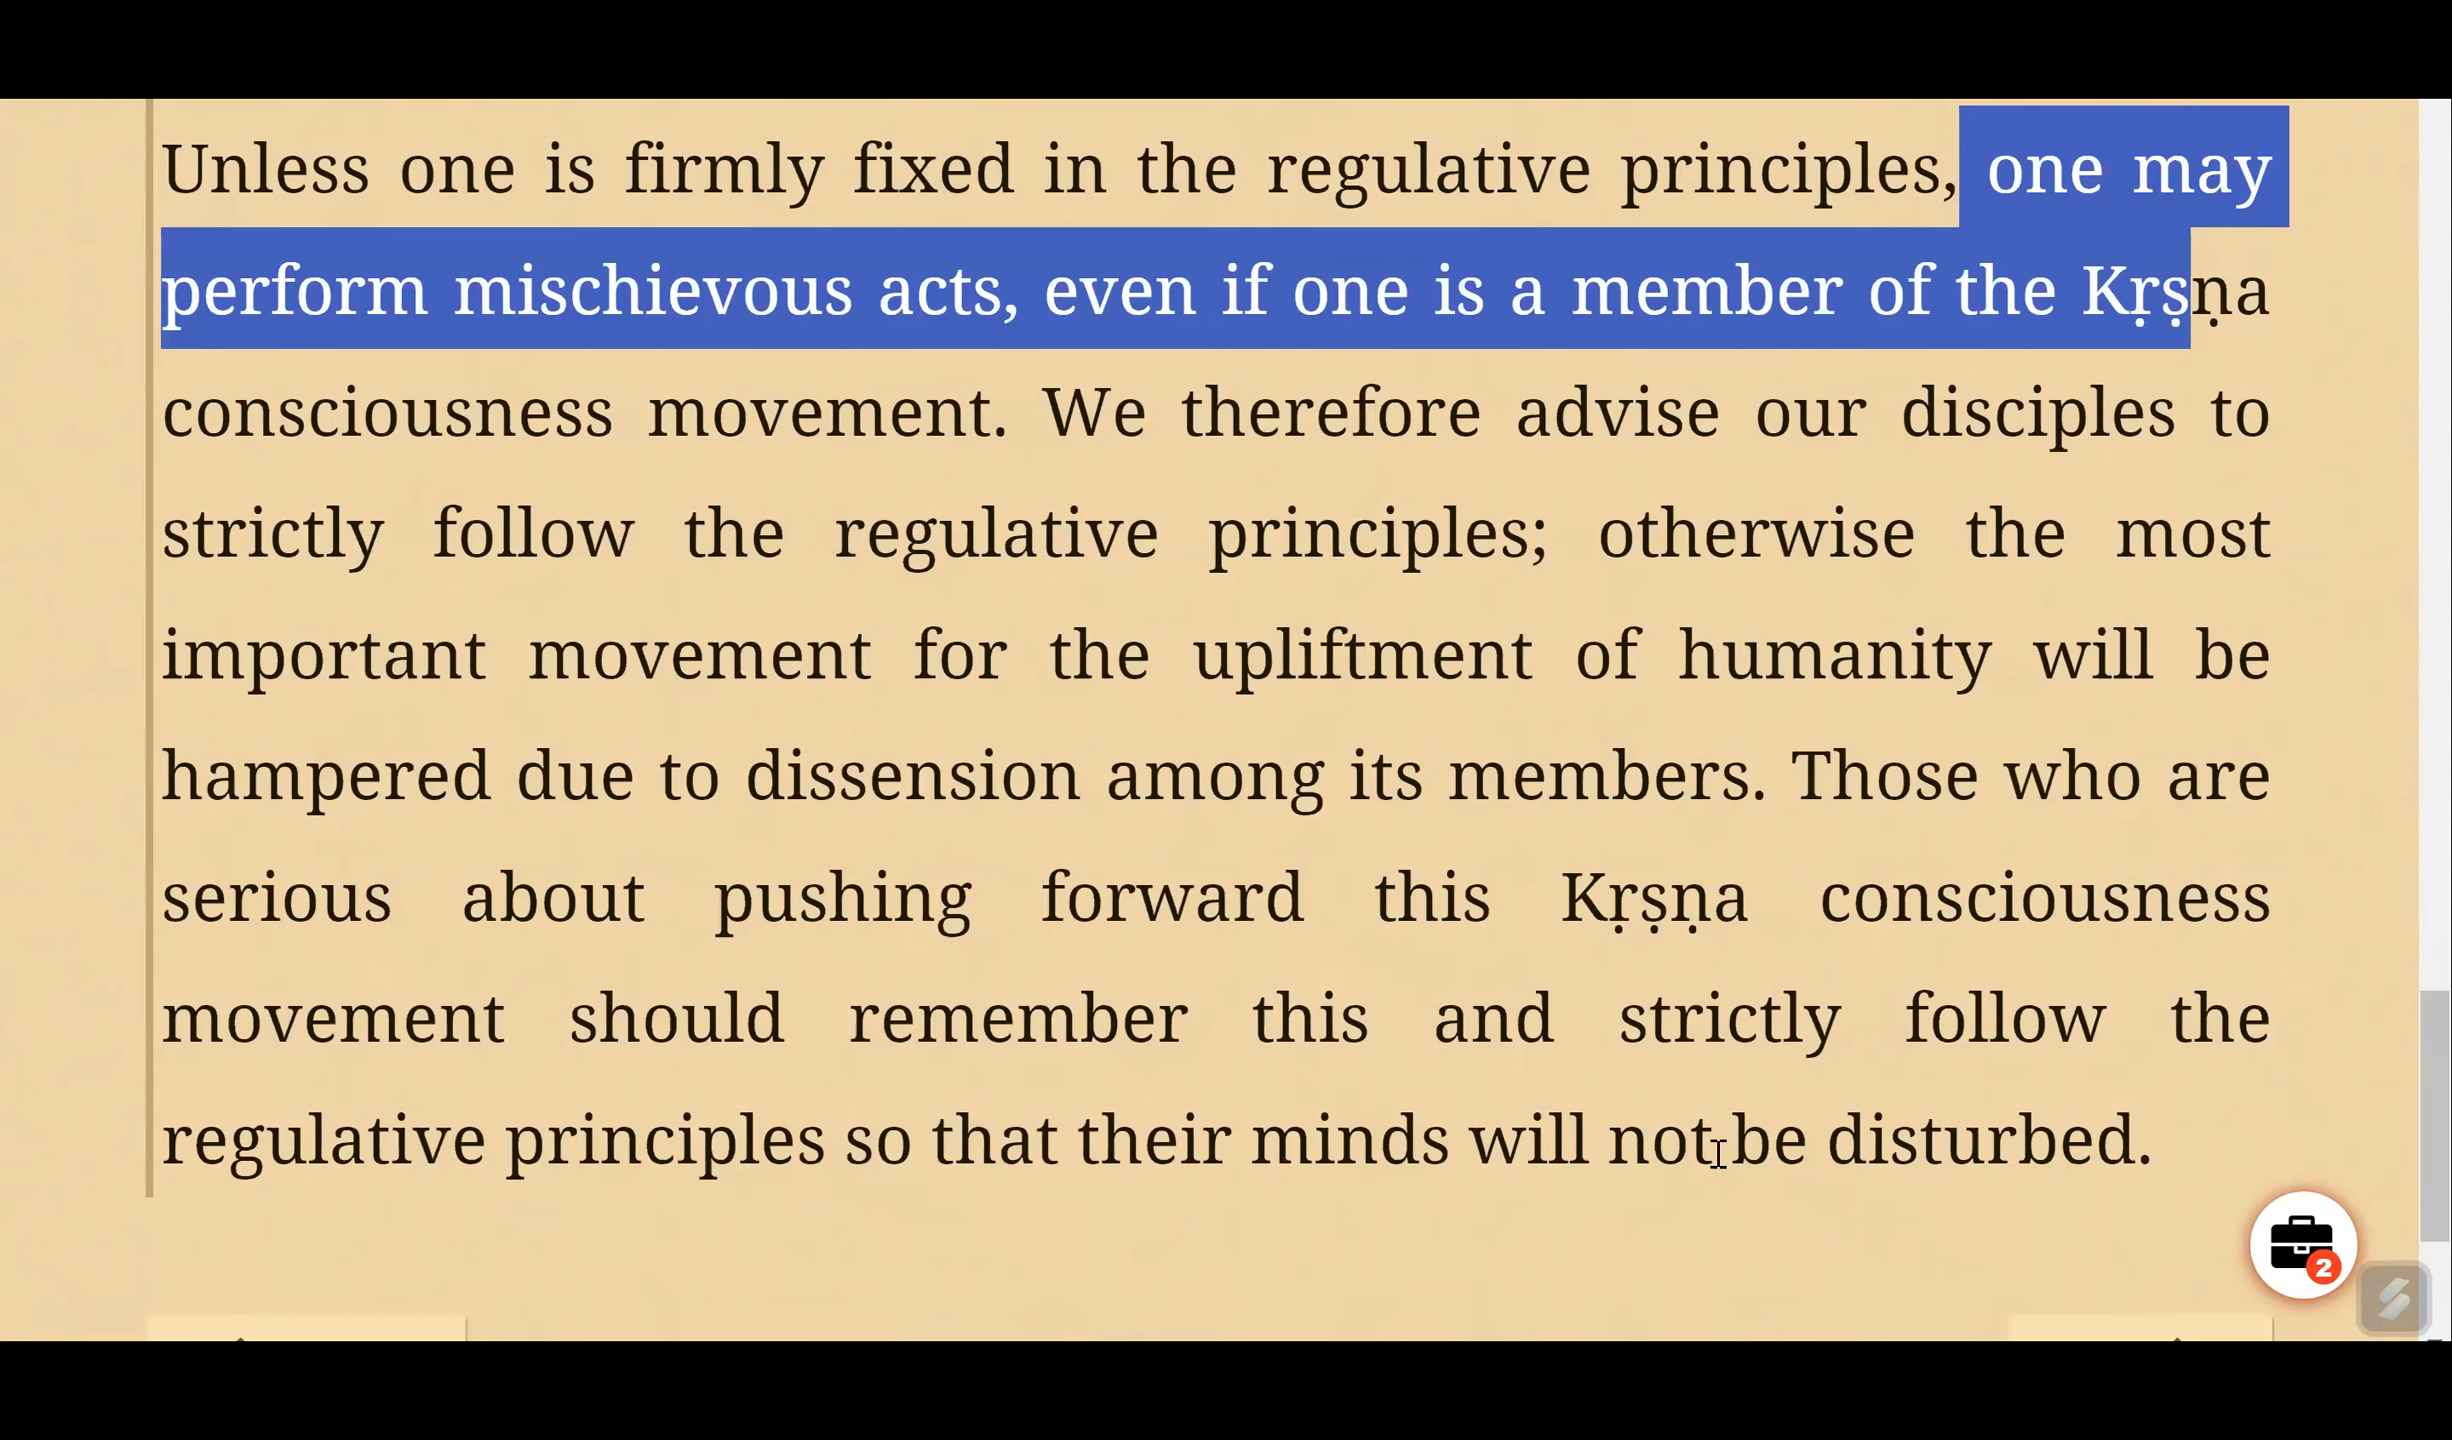 Unless one is firmly fixed in the regulative principles, one may
perform mischievous acts, even if one is a member of the Kṛṣṇa
consciousness movement. We therefore advise our disciples to
strictly follow the regulative principles; otherwise the most
important movement for the upliftment of humanity will be
hampered due to dissension among its members. Those who are
serious about pushing forward this Kṛṣṇa consciousness
movement should remember this and strictly follow the
regulative principles so that their minds will not be disturbed.
2